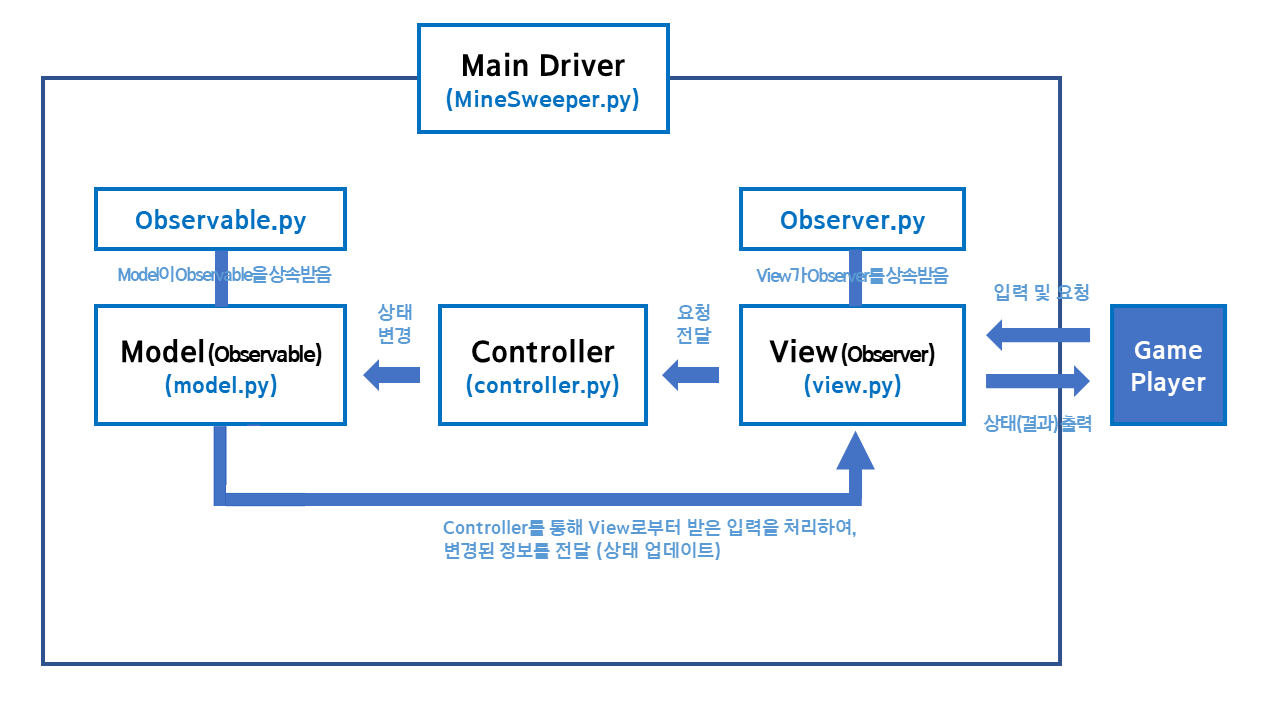 Main Driver
(MineSweeper.py)
Observable.py
Observer.py
Model이 Observable을 상속받음
View가 Observer를 상속받음
입력 및 요청
상태
변경
요청
전달
Model(Observable)
(model.py)
Controller
(controller.py)
View(Observer)
(view.py)
Game
Player
상태(결과)출력
Controller를 통해 View로부터 받은 입력을 처리하여,
변경된 정보를 전달 (상태 업데이트)